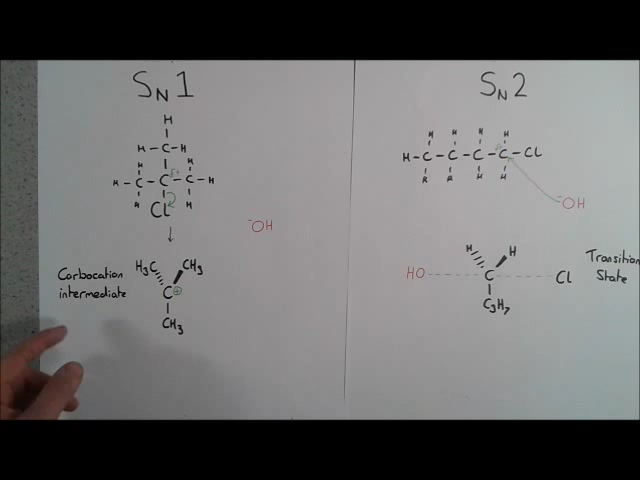 SN1
H
H-C-H
H H
H-C-C-C-H
δ+
H H
Cl
-OH
Carbocation
intermediate
H3C CH3
C+
CH3
SN2
H H H H
H-C-C-C-C-Cl
δ+
H H H H
-OH
H H
HO C Cl
C3H7
Transition
State